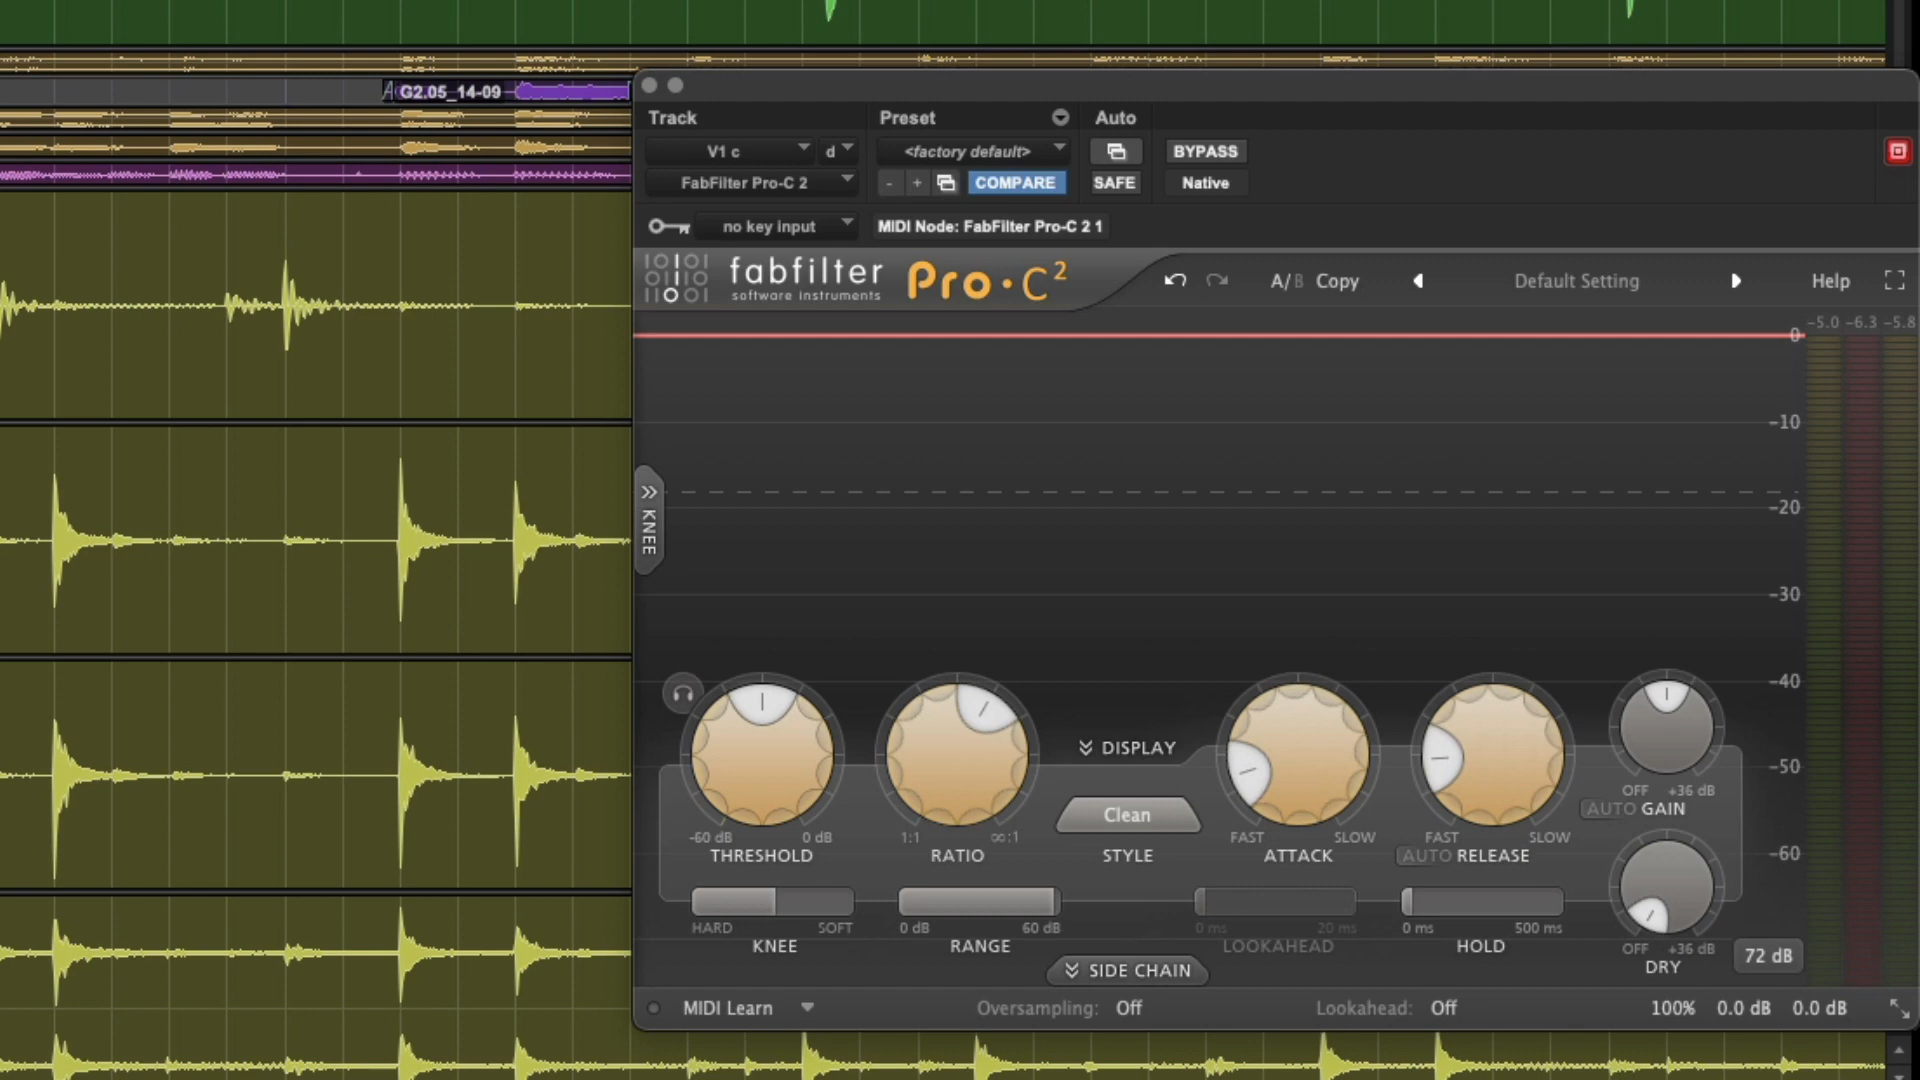 G2.05_14-09
Track
Preset
Auto
V1 c
d
<factory default>
BYPASS
FabFilter Pro-C 2
- +
COMPARE
SAFE
Native
no key input
MIDI Node: FabFilter Pro-C 2 1
fabfilter
software instruments
Pro·C²
A/B Copy
Default Setting
Help
-5.0 -6.3 -5.8
0
-10
-20
-30
-40
-50
-60
KNEE
DISPLAY
Clean
STYLE
-60 dB 0 dB
THRESHOLD
1:1 ∞:1
RATIO
FAST SLOW
ATTACK
FAST SLOW
AUTO RELEASE
OFF +36 dB
AUTO GAIN
HARD SOFT
KNEE
0 dB 60 dB
RANGE
0 ms 20 ms
LOOKAHEAD
0 ms 500 ms
HOLD
OFF +36 dB
DRY
72 dB
SIDE CHAIN
MIDI Learn
Oversampling: Off
Lookahead: Off
100% 0.0 dB 0.0 dB